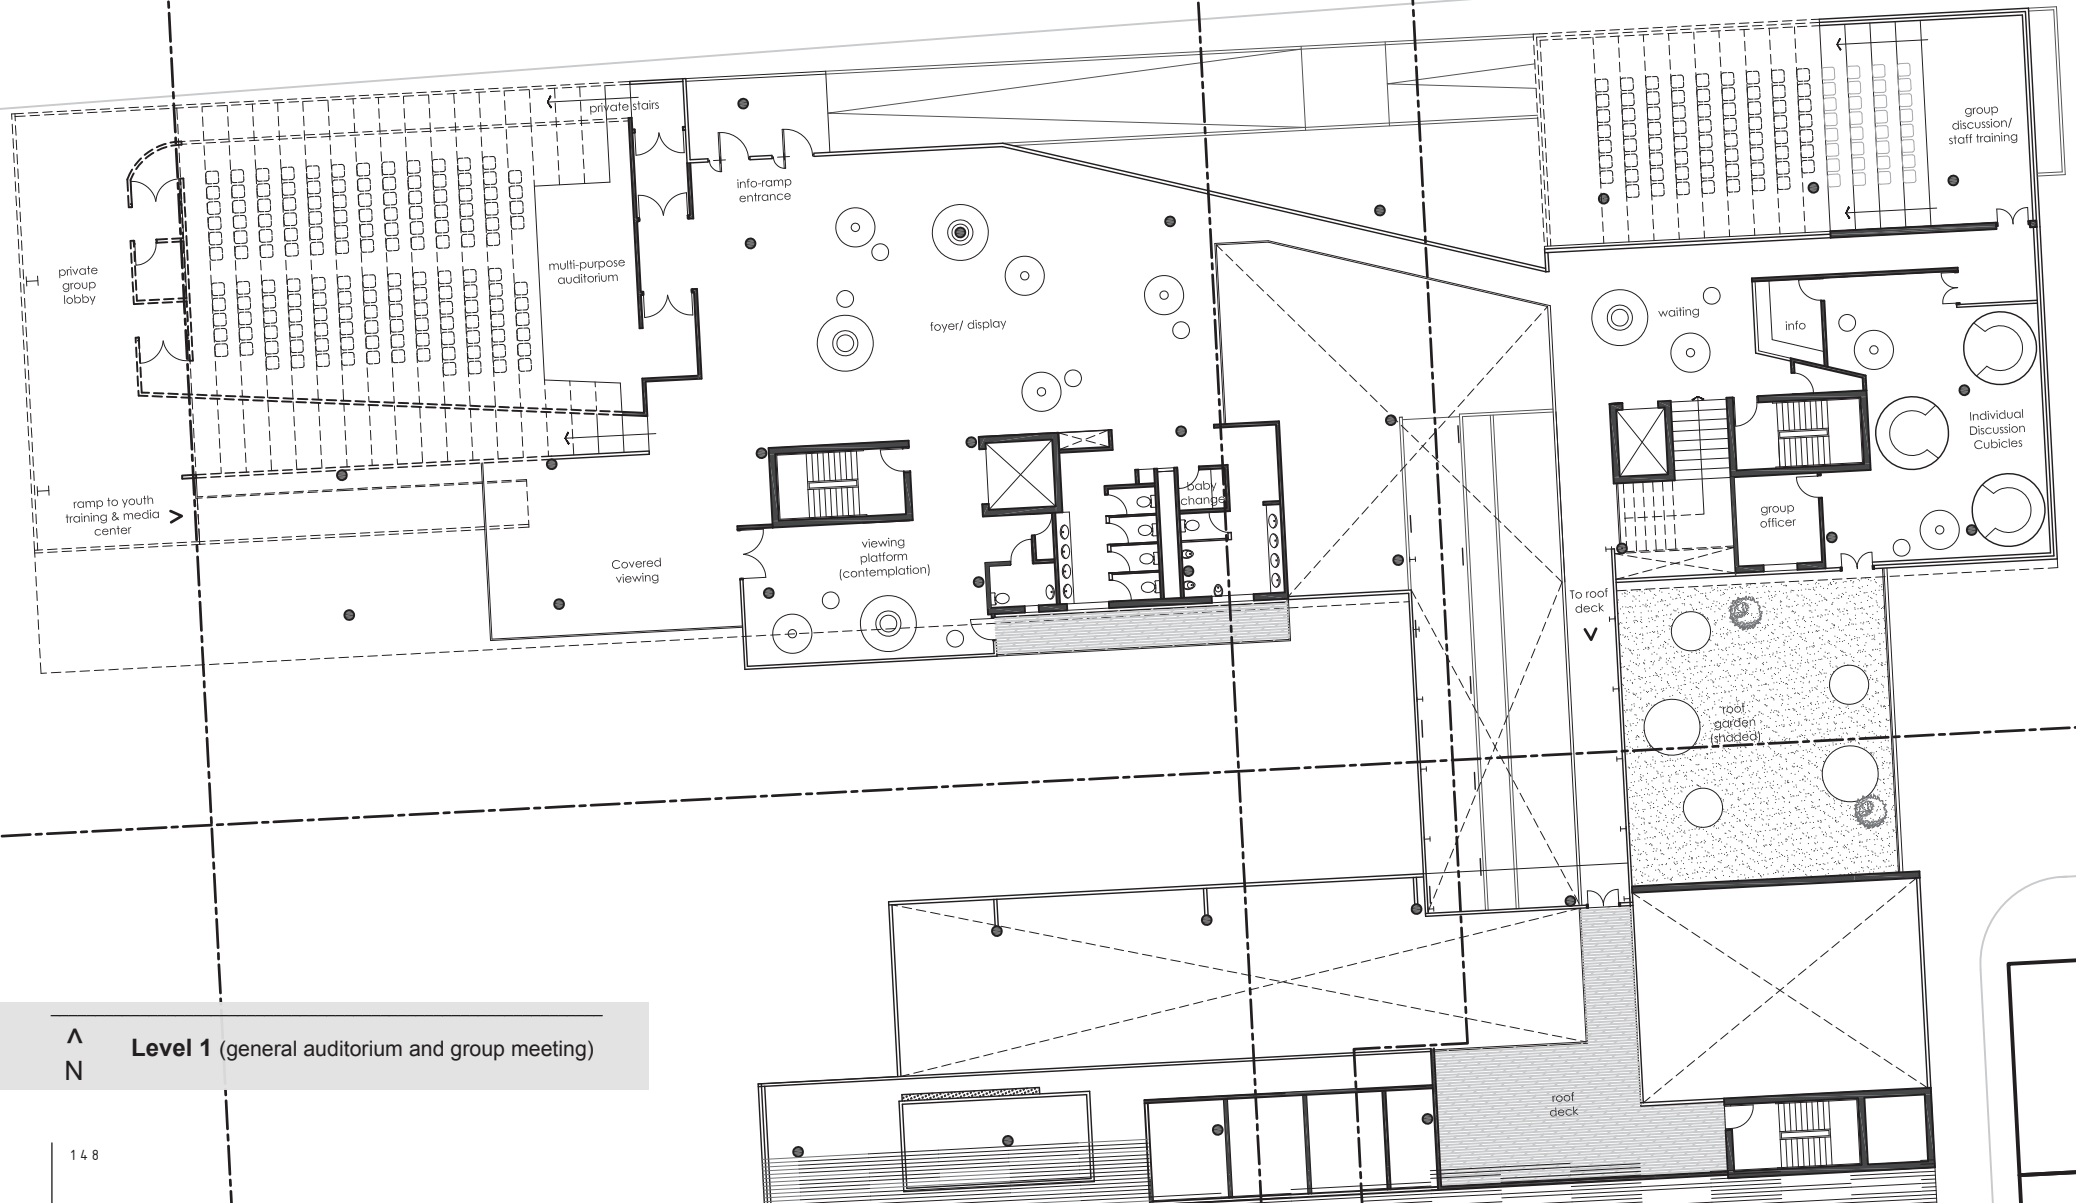 private stairs
group
discussion/
staff training
info-ramp
entrance
private
group
lobby
multi-purpose
auditorium
foyer/ display
waiting
info
Individual
Discussion
Cubicles
ramp to youth
training & media
center
>
baby
change
group
officer
Covered
viewing
viewing
platform
(contemplation)
To roof
deck
roof
garden
(shaded)
N
Level 1 (general auditorium and group meeting)
roof
deck
148